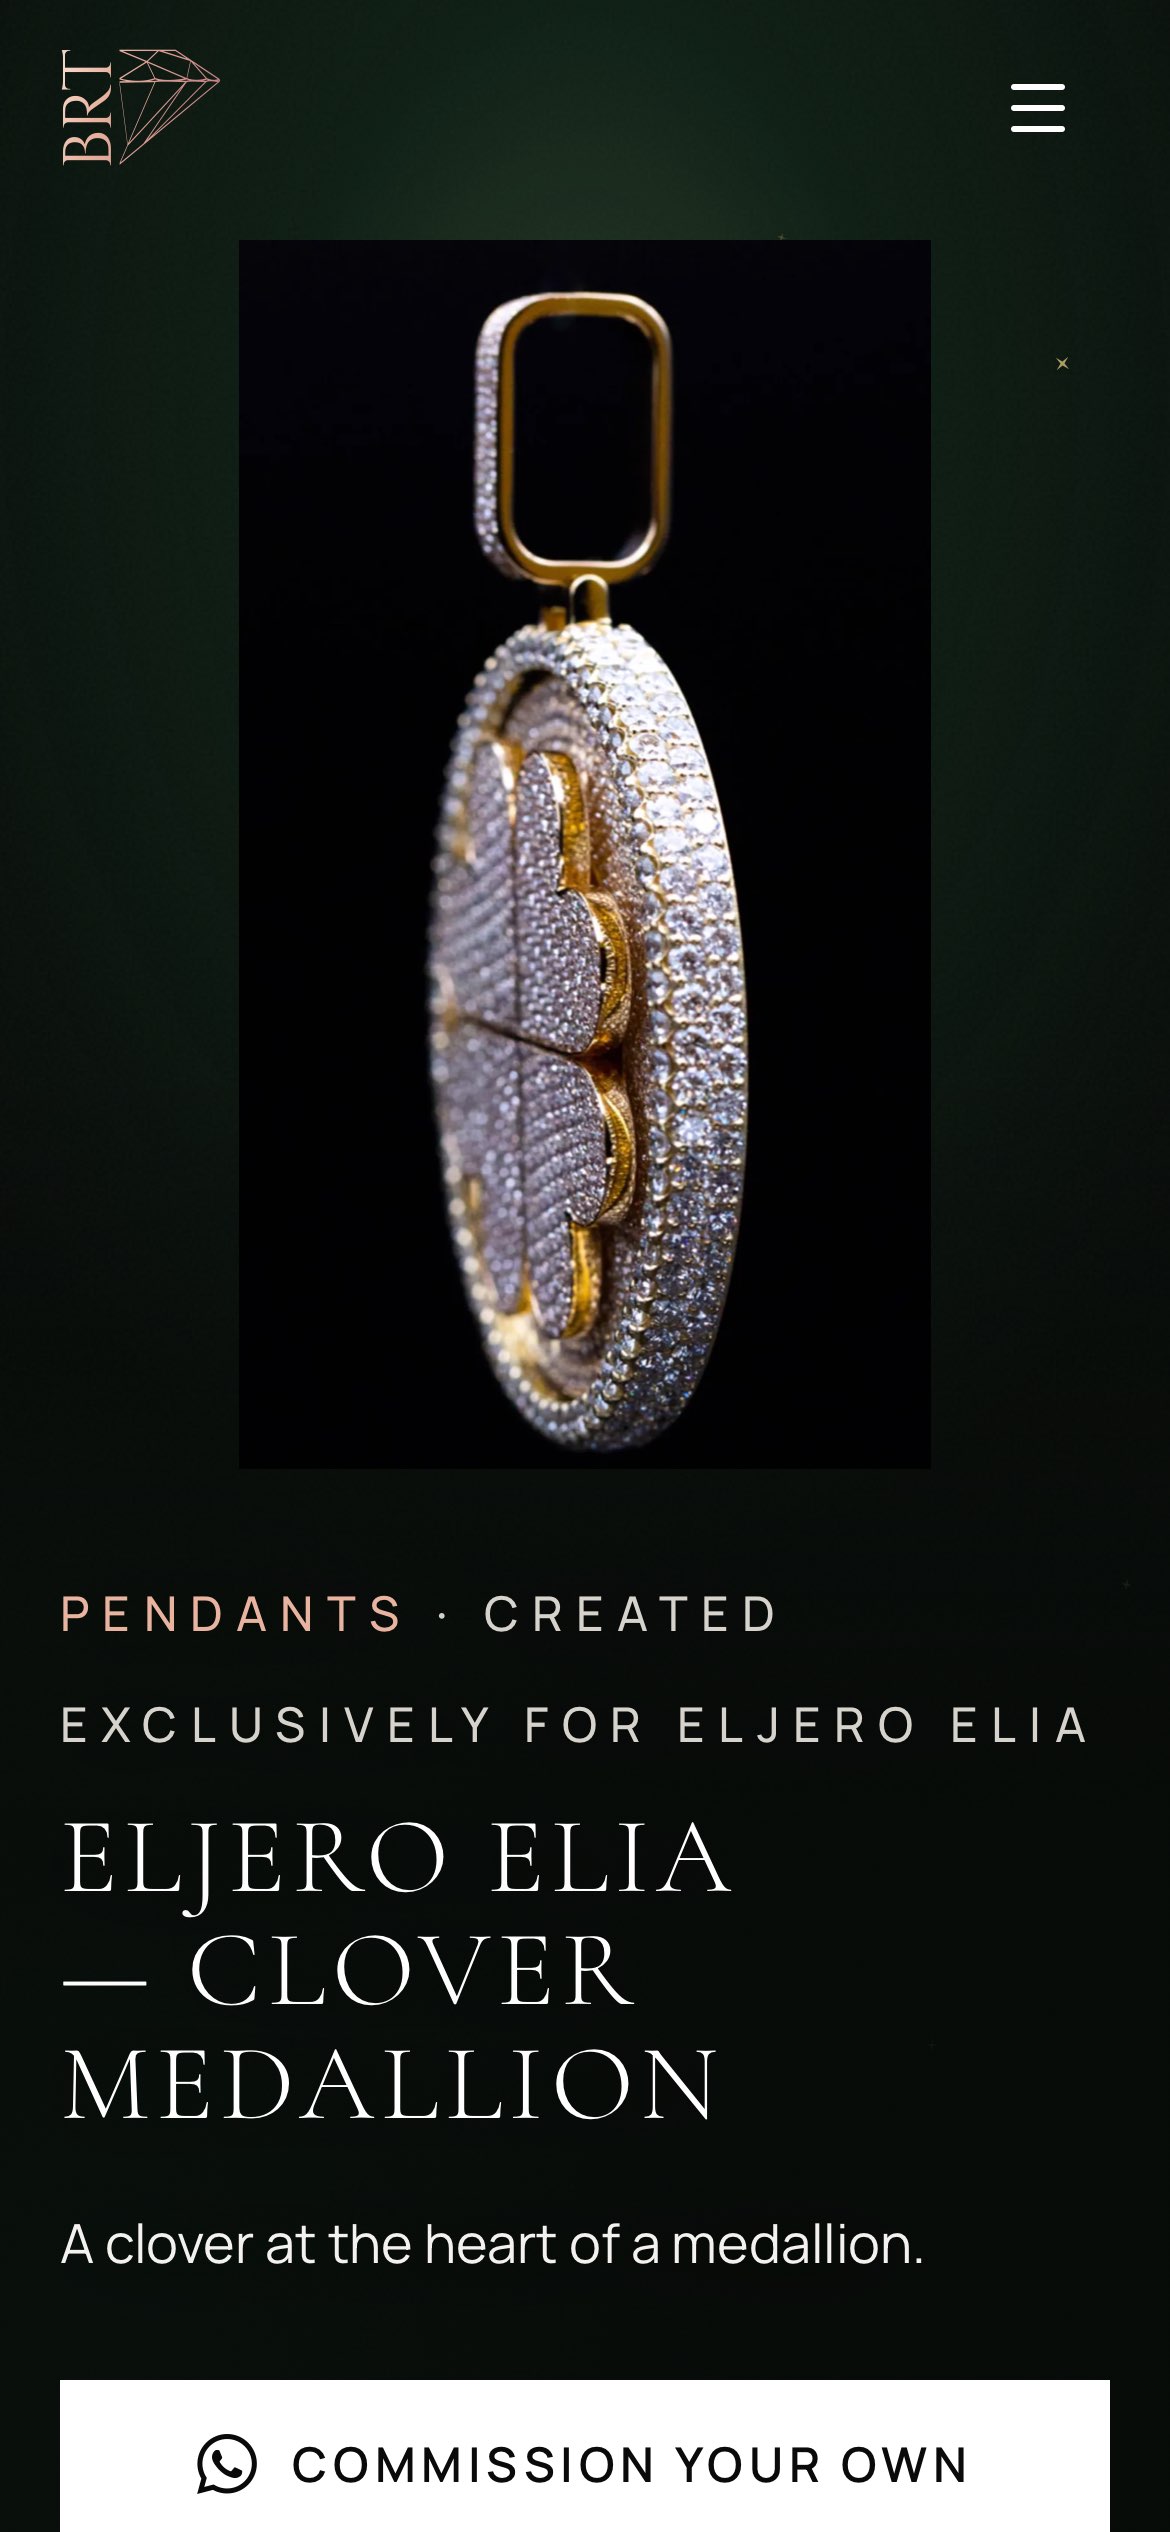 BRT
PENDANTS · CREATED
EXCLUSIVELY FOR ELJERO ELIA
ELJERO ELIA
— CLOVER
MEDALLION
A clover at the heart of a medallion.
COMMISSION YOUR OWN